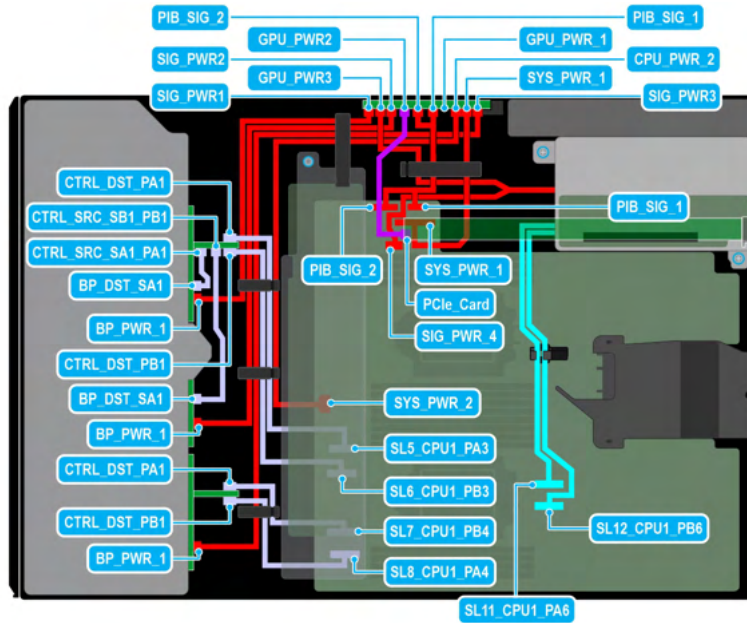 PIB_SIG_2
PIB_SIG_1
GPU_PWR2
GPU_PWR_1
SIG_PWR2
CPU_PWR_2
GPU_PWR3
SYS_PWR_1
SIG_PWR1
SIG_PWR3
CTRL_DST_PA1
CTRL_SRC_SB1_PB1
PIB_SIG_1
CTRL_SRC_SA1_PA1
PIB_SIG_2
SYS_PWR_1
BP_DST_SA1
PCIe_Card
BP_PWR_1
SIG_PWR_4
CTRL_DST_PB1
BP_DST_SA1
SYS_PWR_2
BP_PWR_1
SL5_CPU1_PA3
CTRL_DST_PA1
SL6_CPU1_PB3
CTRL_DST_PB1
SL7_CPU1_PB4
SL12_CPU1_PB6
BP_PWR_1
SL8_CPU1_PA4
SL11_CPU1_PA6